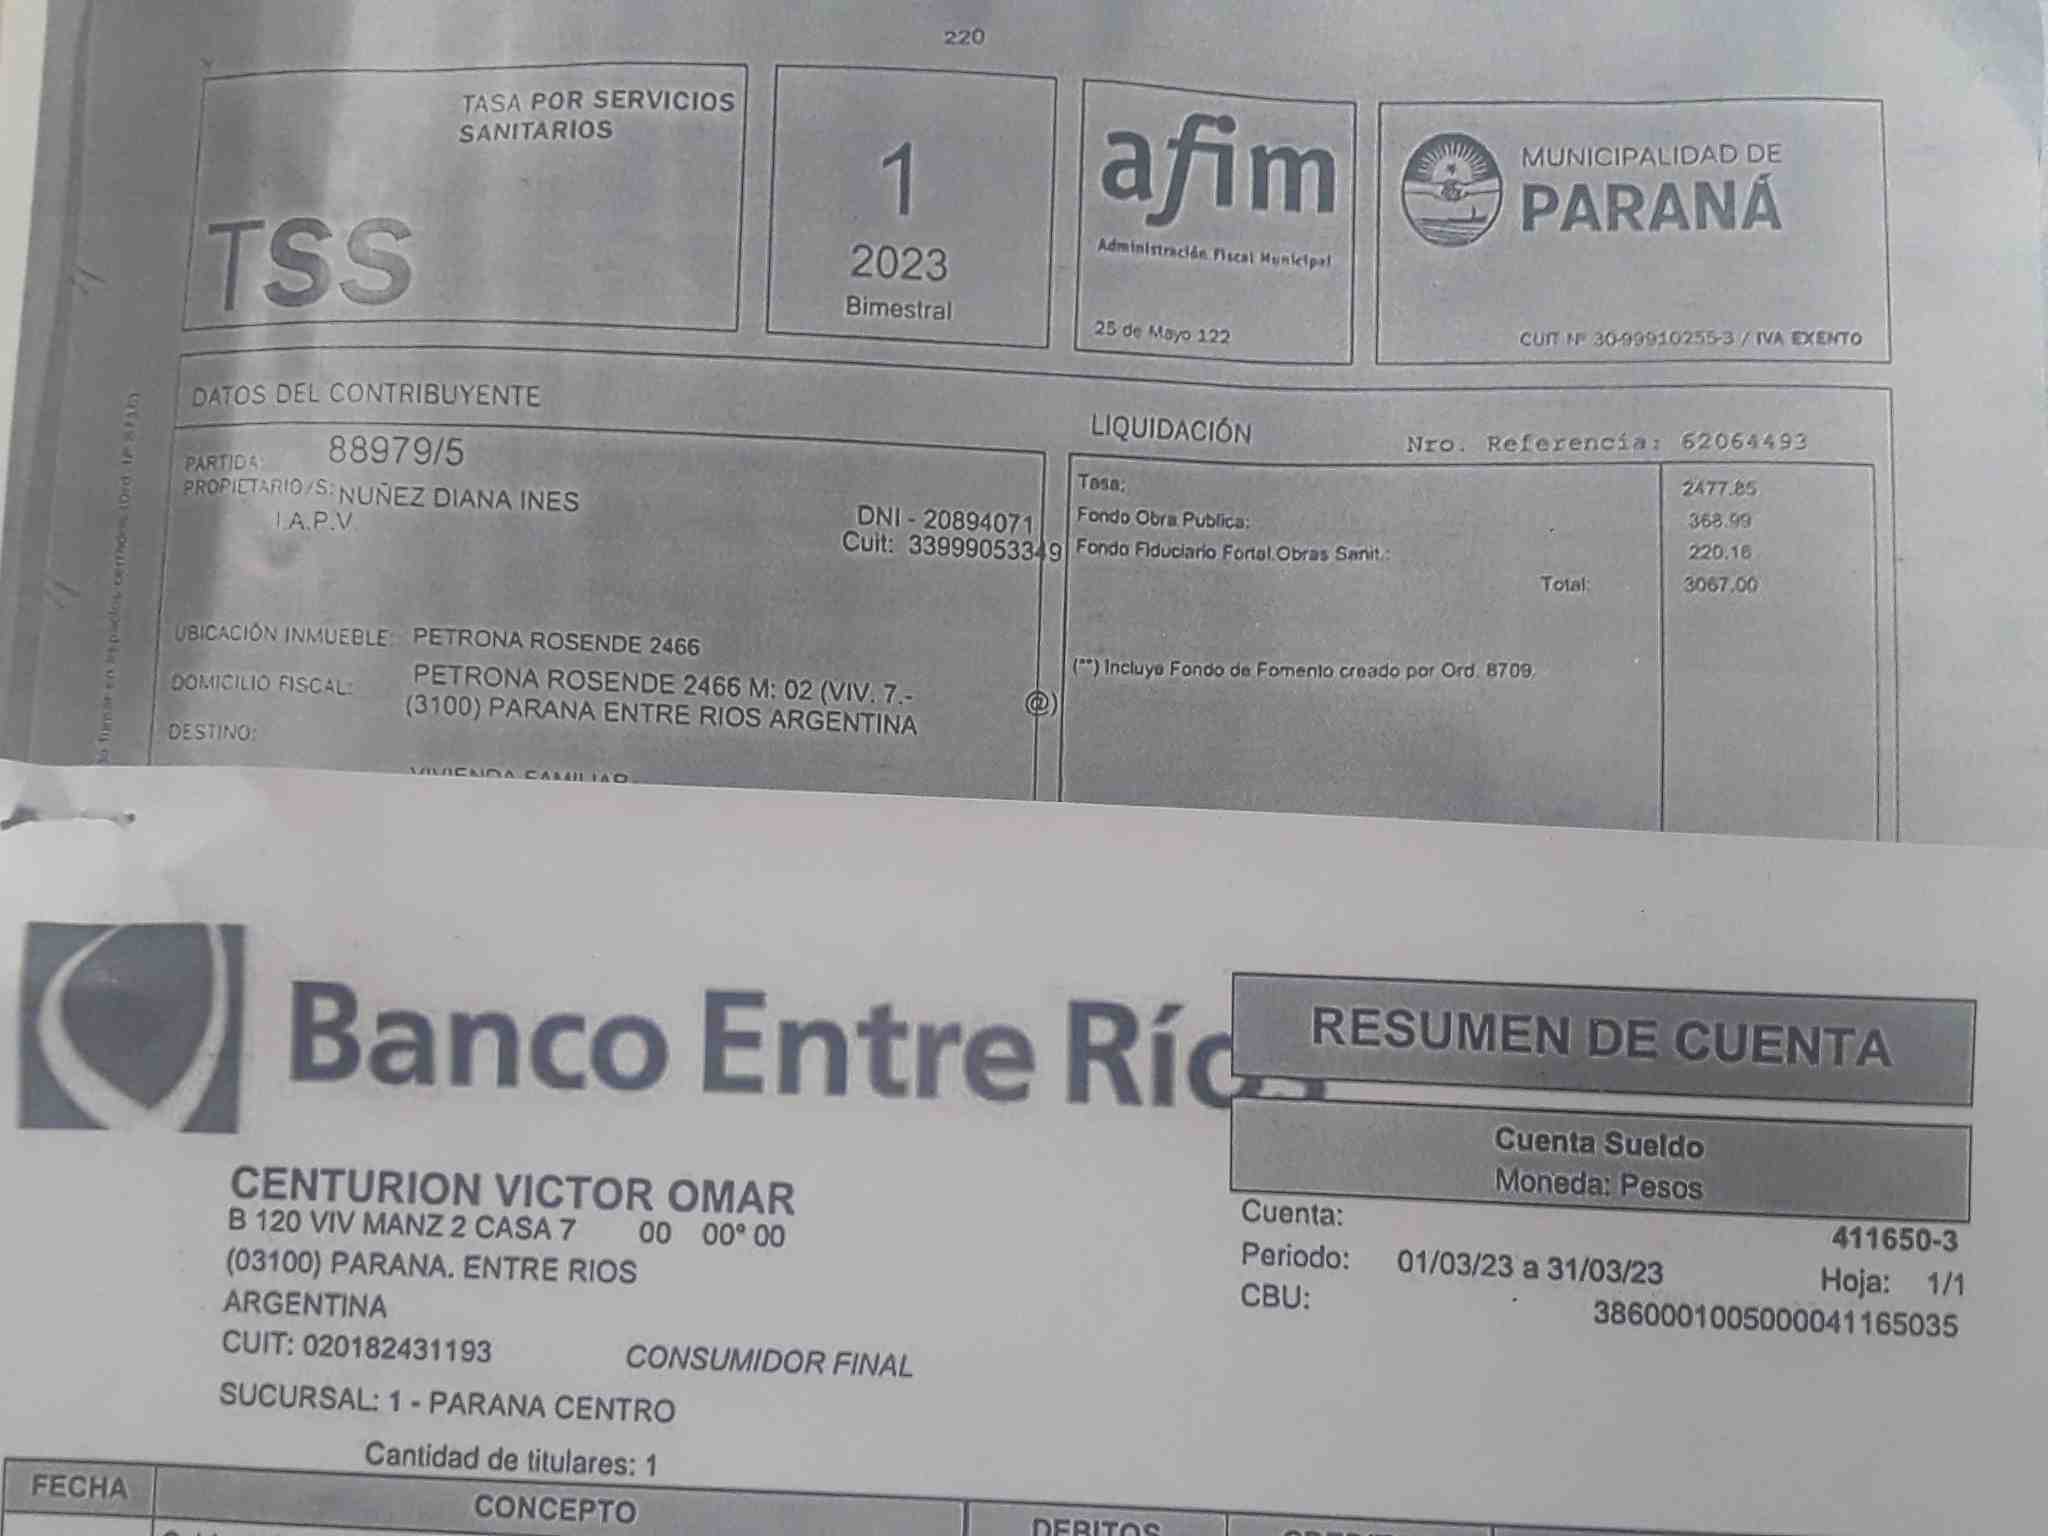 220
TASA POR SERVICIOS
SANITARIOS
TSS
1
2023
Bimestral
afim
Administración Fiscal Municipal
25 de Mayo 122
MUNICIPALIDAD DE
PARANÁ
CUIT Nº 30-99910255-3 / IVA EXENTO
DATOS DEL CONTRIBUYENTE
PARTIDA: 88979/5
PROPIETARIO/S: NUÑEZ DIANA INES DNI - 20894071
I.A.P.V. Cuit: 33999053349
UBICACIÓN INMUEBLE: PETRONA ROSENDE 2466
DOMICILIO FISCAL: PETRONA ROSENDE 2466 M: 02 (VIV. 7.-
(3100) PARANA ENTRE RIOS ARGENTINA
@)
DESTINO:
VIVIENDA FAMILIAR
LIQUIDACIÓN Nro. Referencia: 62064493
Tasa: 2477.85
Fondo Obra Publica: 368.99
Fondo Fiduciario Fortal.Obras Sanit.: 220.16
Total: 3067.00
(**) Incluye Fondo de Fomento creado por Ord. 8709.
Banco Entre Ríos
RESUMEN DE CUENTA
Cuenta Sueldo
Moneda: Pesos
CENTURION VICTOR OMAR
B 120 VIV MANZ 2 CASA 7 00 00° 00
(03100) PARANA. ENTRE RIOS
ARGENTINA
CUIT: 020182431193 CONSUMIDOR FINAL
SUCURSAL: 1 - PARANA CENTRO
Cantidad de titulares: 1
Cuenta: 411650-3
Periodo: 01/03/23 a 31/03/23 Hoja: 1/1
CBU: 3860001005000041165035
FECHA CONCEPTO DEBITOS